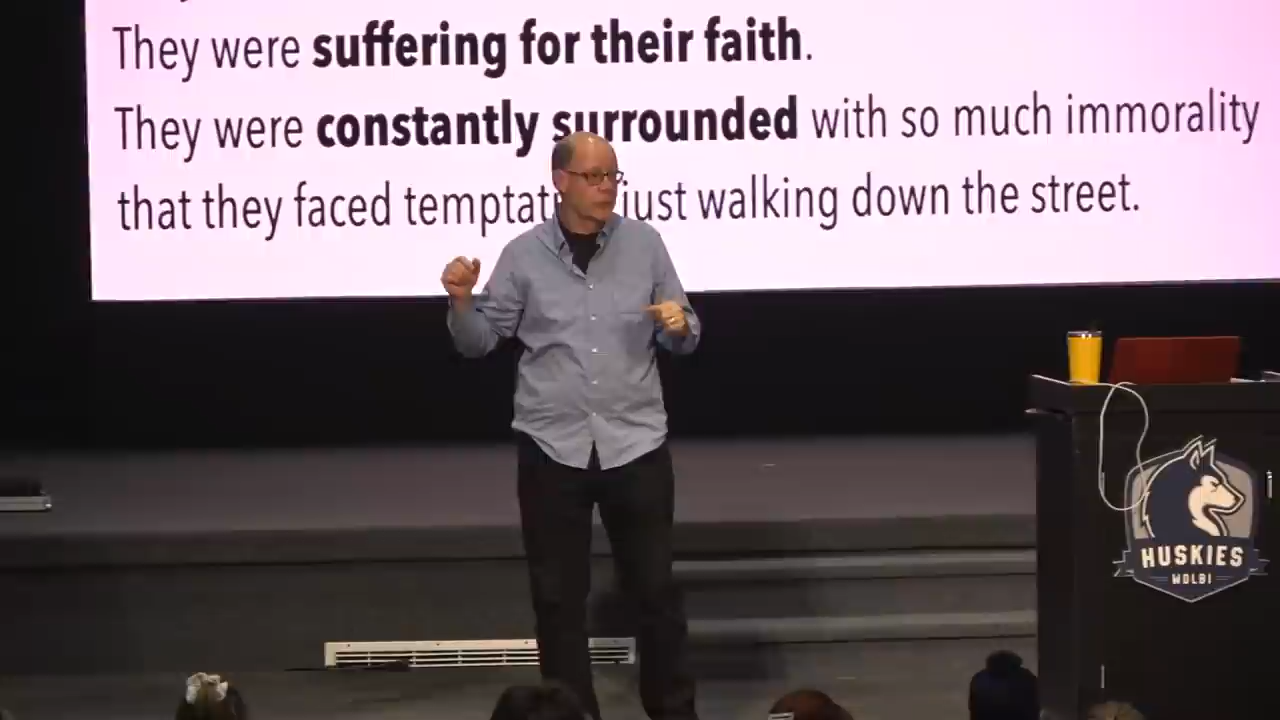 They were suffering for their faith.
They were constantly surrounded with so much immorality
that they faced temptat just walking down the street.
HUSKIES
WOLBI